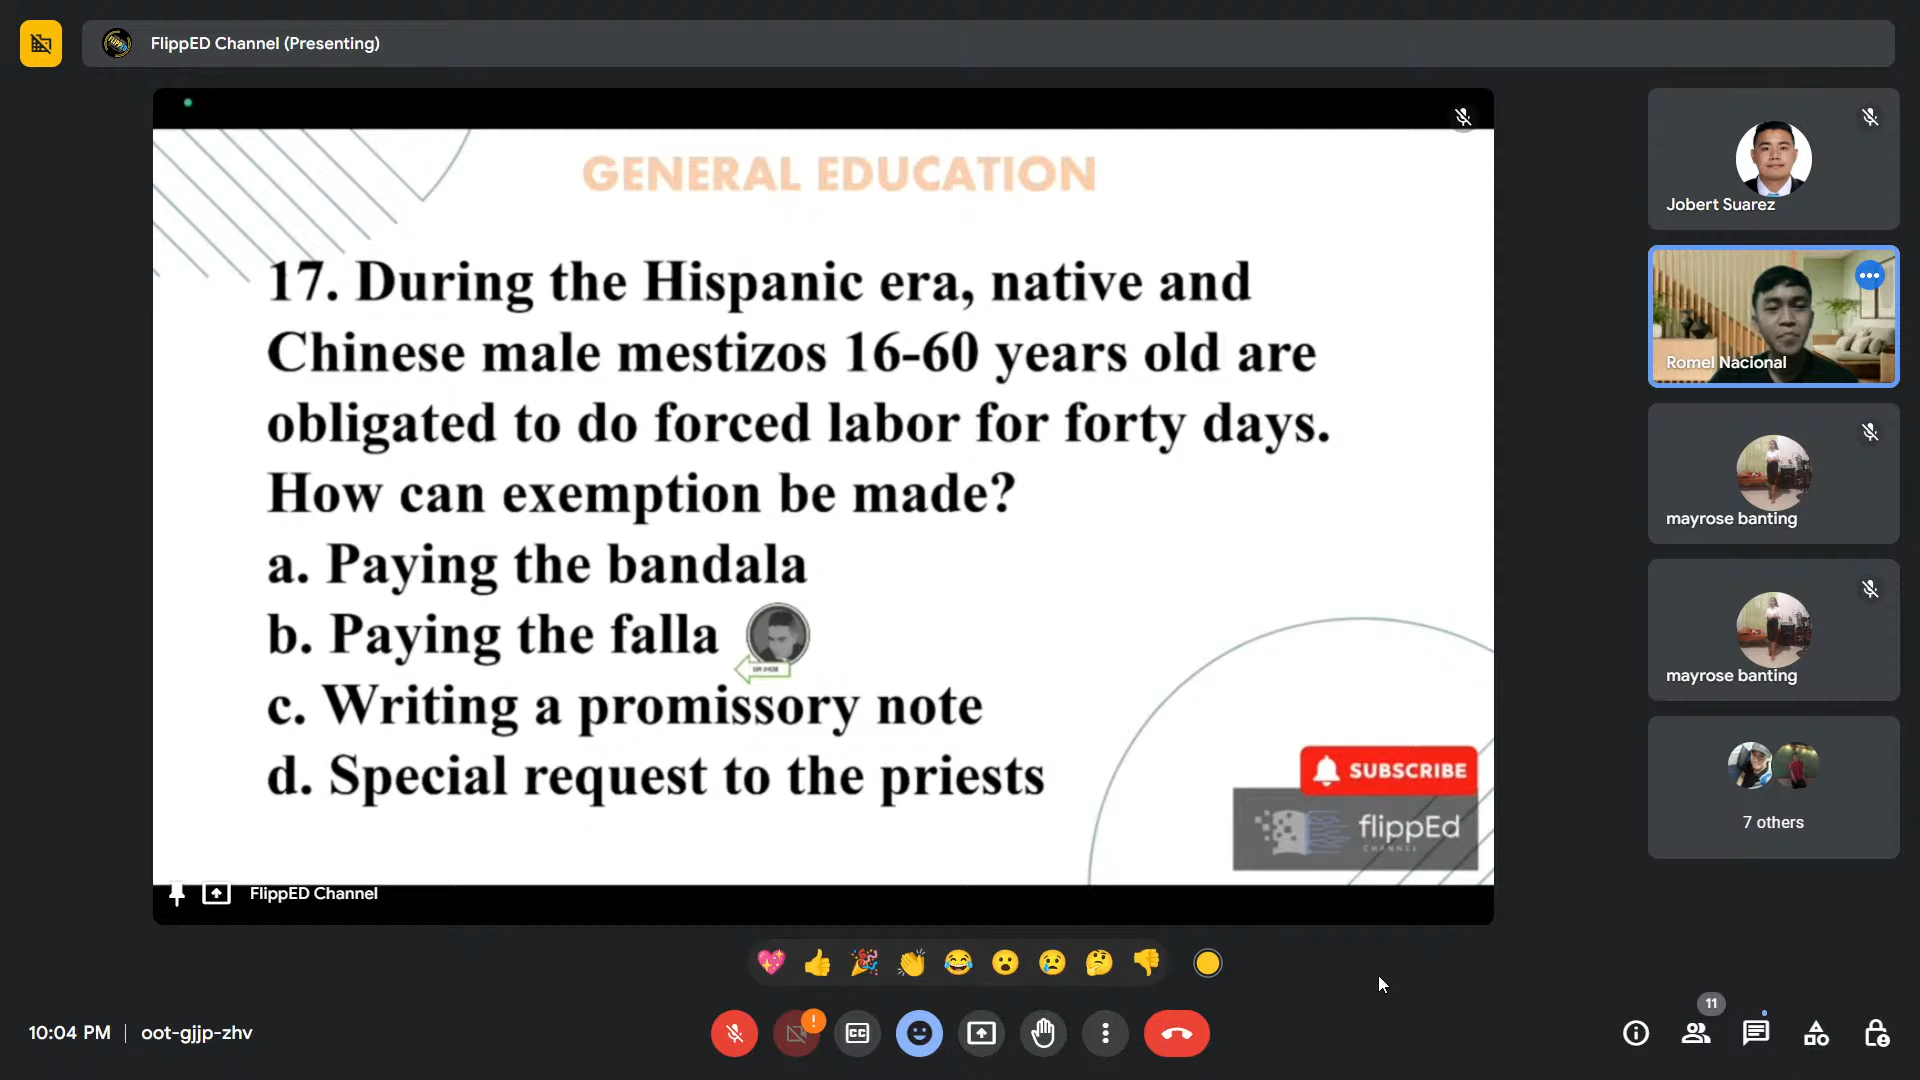 FlippED Channel (Presenting)
GENERAL EDUCATION
17. During the Hispanic era, native and
Chinese male mestizos 16-60 years old are
obligated to do forced labor for forty days.
How can exemption be made?
a. Paying the bandala
b. Paying the falla
c. Writing a promissory note
d. Special request to the priests
SUBSCRIBE
flippEd
CHANNEL
FlippED Channel
Jobert Suarez
Romel Nacional
mayrose banting
mayrose banting
7 others
10:04 PM | oot-gjjp-zhv
CC
11